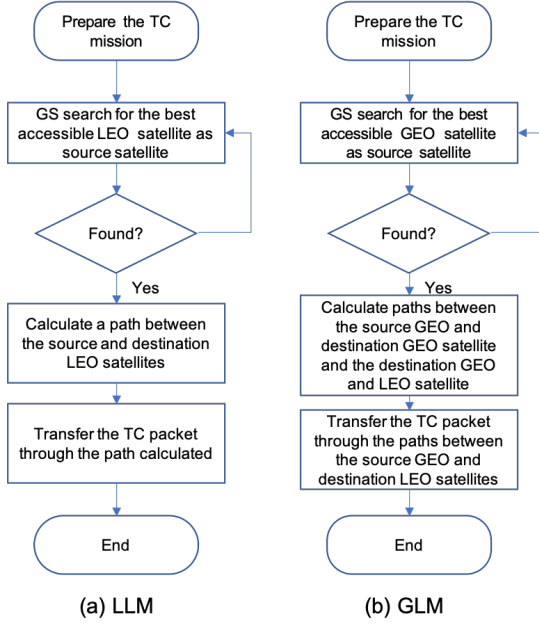 Prepare the TC
mission
GS search for the best
accessible LEO satellite as
source satellite
Found?
Yes
Calculate a path between
the source and destination
LEO satellites
Transfer the TC packet
through the path calculated
End
(a) LLM
Prepare the TC
mission
GS search for the best
accessible GEO satellite
as source satellite
Found?
Yes
Calculate paths between
the source GEO and
destination GEO satellite
and the destination GEO
and LEO satellite
Transfer the TC packet
through the paths between
the source GEO and
destination LEO satellites
End
(b) GLM